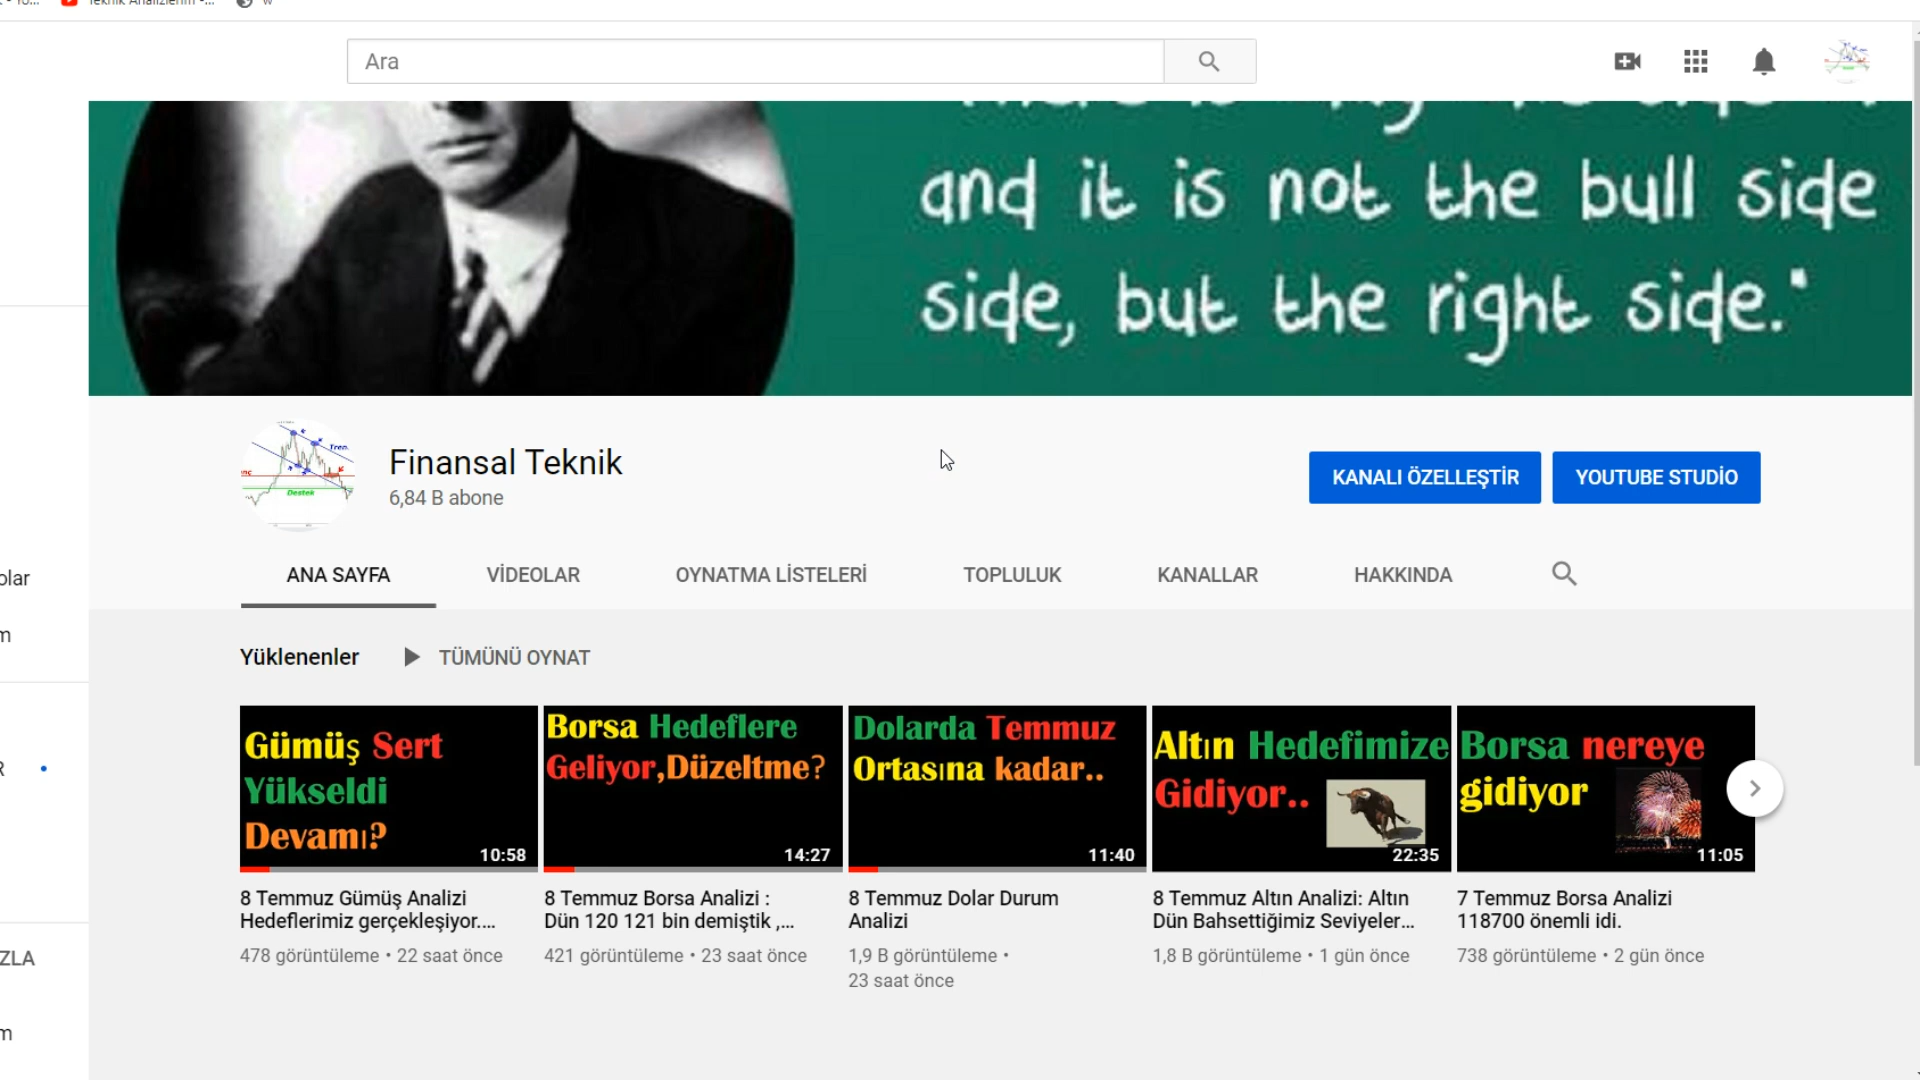 Ara
and it is not the bull side
side, but the right side."
Finansal Teknik
6,84 B abone
KANALI ÖZELLEŞTİR
YOUTUBE STUDİO
Tren
Destek
ANA SAYFA
VİDEOLAR
OYNATMA LİSTELERİ
TOPLULUK
KANALLAR
HAKKINDA
olar
m
Yüklenenler
TÜMÜNÜ OYNAT
R
ZLA
m
Gümüş Sert
Yükseldi
Devamı?
10:58
8 Temmuz Gümüş Analizi
Hedeflerimiz gerçekleşiyor....
478 görüntüleme • 22 saat önce
Borsa Hedeflere
Geliyor,Düzeltme?
14:27
8 Temmuz Borsa Analizi :
Dün 120 121 bin demiştik ,...
421 görüntüleme • 23 saat önce
Dolarda Temmuz
Ortasına kadar..
11:40
8 Temmuz Dolar Durum
Analizi
1,9 B görüntüleme •
23 saat önce
Altın Hedefimize
Gidiyor..
22:35
8 Temmuz Altın Analizi: Altın
Dün Bahsettiğimiz Seviyeler...
1,8 B görüntüleme • 1 gün önce
Borsa nereye
gidiyor
11:05
7 Temmuz Borsa Analizi
118700 önemli idi.
738 görüntüleme • 2 gün önce